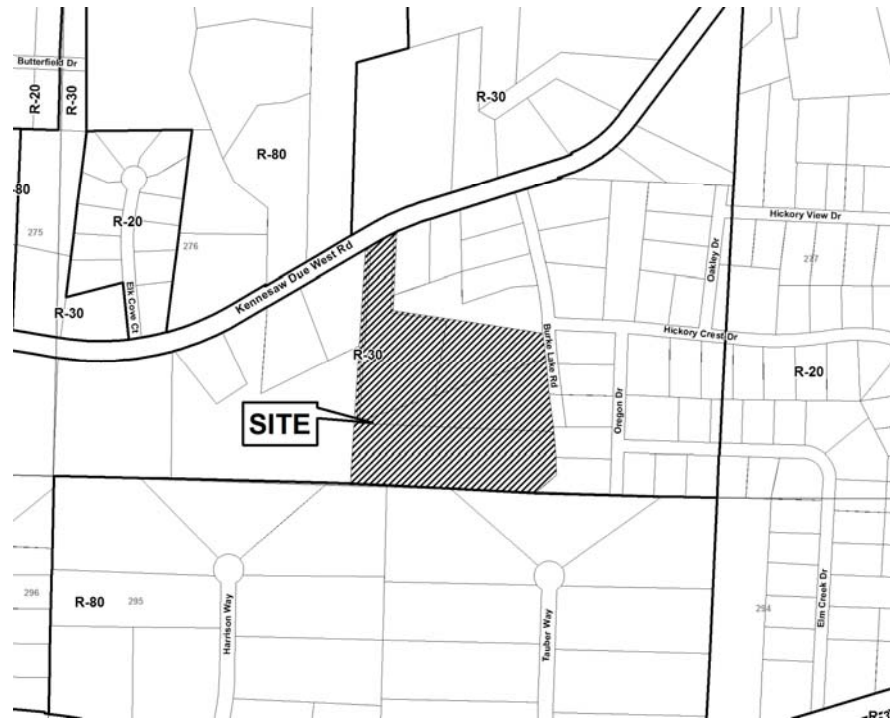 Butterfield Dr
R-20
R-30
R-30
R-80
-80
R-20
275
276
Hickory View Dr
277
Oakley Dr
Kennesaw Due West Rd
Elk Cove Ct
R-30
R-30
Burke Lake Rd
Hickory Crest Dr
R-20
Oregon Dr
SITE
296
R-80
295
294
Harrison Way
Tauber Way
Elm Creek Dr